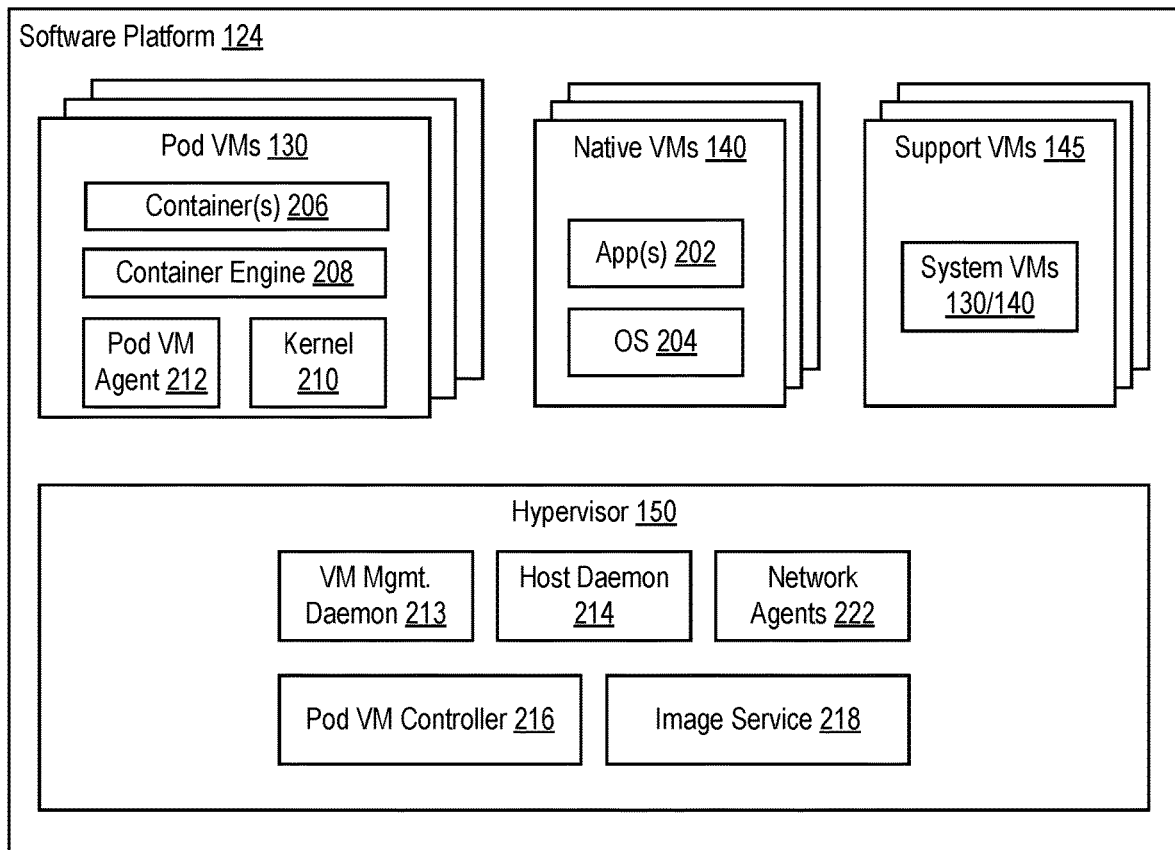 Software Platform 124
Pod VMs 130
Container(s) 206
Container Engine 208
Pod VM
Agent 212
Kernel
210
Native VMs 140
App(s) 202
OS 204
Support VMs 145
System VMs
130/140
Hypervisor 150
VM Mgmt.
Daemon 213
Host Daemon
214
Network
Agents 222
Pod VM Controller 216
Image Service 218